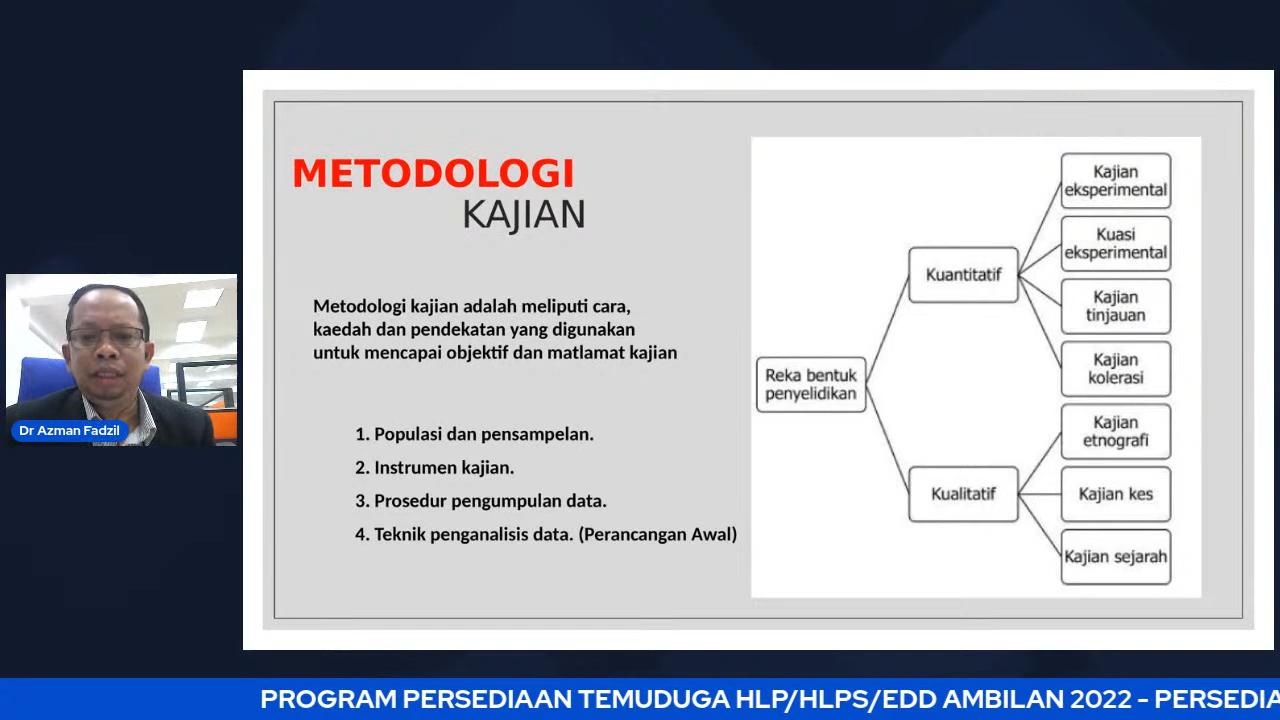 METODOLOGI
KAJIAN
Metodologi kajian adalah meliputi cara,
kaedah dan pendekatan yang digunakan
untuk mencapai objektif dan matlamat kajian
1. Populasi dan pensampelan.
2. Instrumen kajian.
3. Prosedur pengumpulan data.
4. Teknik penganalisis data. (Perancangan Awal)
Reka bentuk
penyelidikan
Kuantitatif
Kajian
eksperimental
Kuasi
eksperimental
Kajian
tinjauan
Kajian
kolerasi
Kualitatif
Kajian
etnografi
Kajian kes
Kajian sejarah
Dr Azman Fadzil
PROGRAM PERSEDIAAN TEMUDUGA HLP/HLPS/EDD AMBILAN 2022 - PERSEDIA